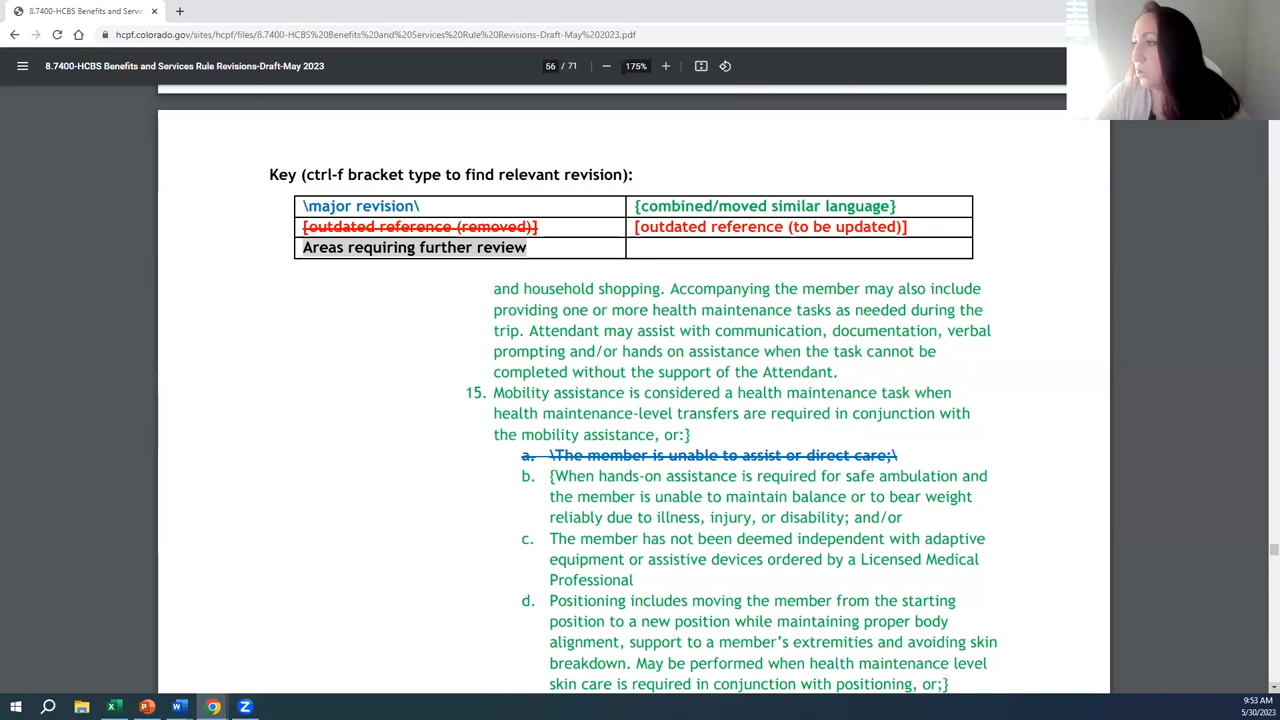 8.7400-HCBS Benefits and Servic
hcpf.colorado.gov/sites/hcpf/files/8.7400-HCBS%20Benefits%20and%20Services%20Rule%20Revisions-Draft-May%202023.pdf
8.7400-HCBS Benefits and Services Rule Revisions-Draft-May 2023
56 / 71
175%
Key (ctrl-f bracket type to find relevant revision):
\major revision\
{combined/moved similar language}
[outdated reference (removed)]
[outdated reference (to be updated)]
Areas requiring further review
and household shopping. Accompanying the member may also include
providing one or more health maintenance tasks as needed during the
trip. Attendant may assist with communication, documentation, verbal
prompting and/or hands on assistance when the task cannot be
completed without the support of the Attendant.
15. Mobility assistance is considered a health maintenance task when
health maintenance-level transfers are required in conjunction with
the mobility assistance, or:}
a. \The member is unable to assist or direct care;\
b. {When hands-on assistance is required for safe ambulation and
the member is unable to maintain balance or to bear weight
reliably due to illness, injury, or disability; and/or
c. The member has not been deemed independent with adaptive
equipment or assistive devices ordered by a Licensed Medical
Professional
d. Positioning includes moving the member from the starting
position to a new position while maintaining proper body
alignment, support to a member's extremities and avoiding skin
breakdown. May be performed when health maintenance level
skin care is required in conjunction with positioning, or;}
9:53 AM
5/30/2023